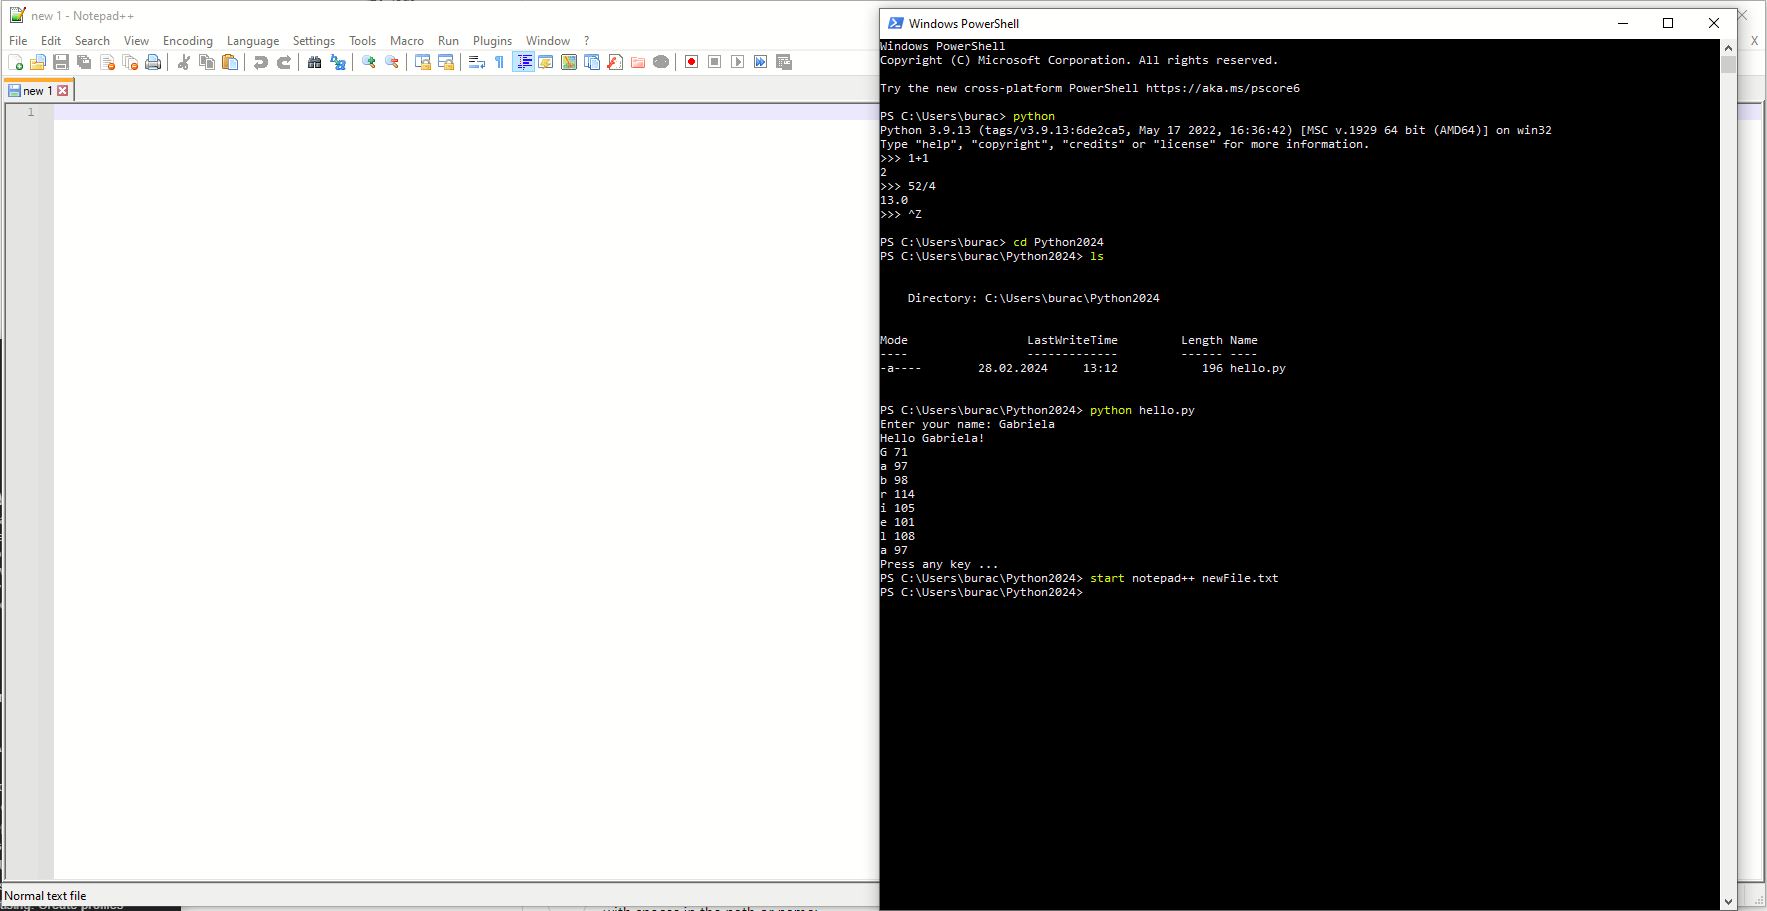 new 1 - Notepad++
File Edit Search View Encoding Language Settings Tools Macro Run Plugins Window ? X
new 1
1
Normal text file
Windows PowerShell
Windows PowerShell
Copyright (C) Microsoft Corporation. All rights reserved.
Try the new cross-platform PowerShell https://aka.ms/pscore6
PS C:\Users\burac> python
Python 3.9.13 (tags/v3.9.13:6de2ca5, May 17 2022, 16:36:42) [MSC v.1929 64 bit (AMD64)] on win32
Type "help", "copyright", "credits" or "license" for more information.
>>> 1+1
2
>>> 52/4
13.0
>>> ^Z
PS C:\Users\burac> cd Python2024
PS C:\Users\burac\Python2024> ls
Directory: C:\Users\burac\Python2024
Mode LastWriteTime Length Name
---- ------------- ------ ----
-a---- 28.02.2024 13:12 196 hello.py
PS C:\Users\burac\Python2024> python hello.py
Enter your name: Gabriela
Hello Gabriela!
G 71
a 97
b 98
r 114
i 105
e 101
l 108
a 97
Press any key ...
PS C:\Users\burac\Python2024> start notepad++ newFile.txt
PS C:\Users\burac\Python2024>